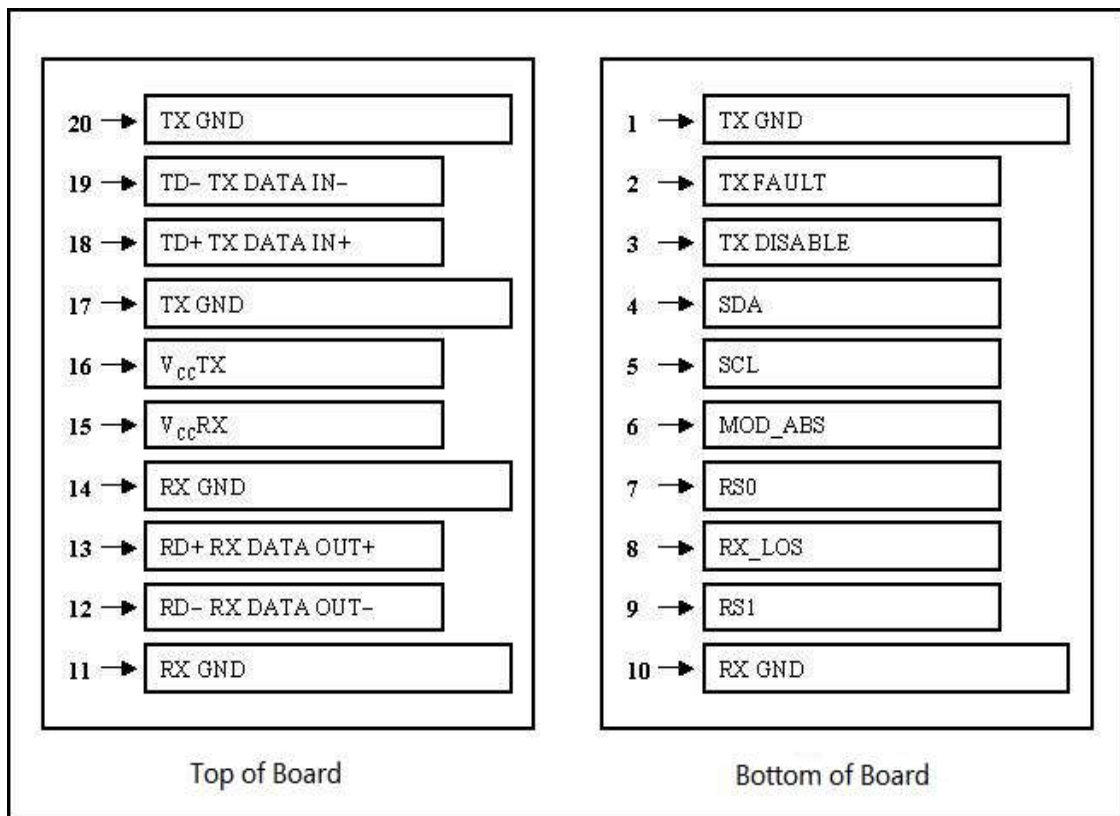 20 TX GND
19 TD– TX DATA IN–
18 TD+ TX DATA IN+
17 TX GND
16 VCCTX
15 VCCRX
14 RX GND
13 RD+ RX DATA OUT+
12 RD– RX DATA OUT–
11 RX GND
Top of Board
1 TX GND
2 TX FAULT
3 TX DISABLE
4 SDA
5 SCL
6 MOD_ABS
7 RS0
8 RX_LOS
9 RS1
10 RX GND
Bottom of Board